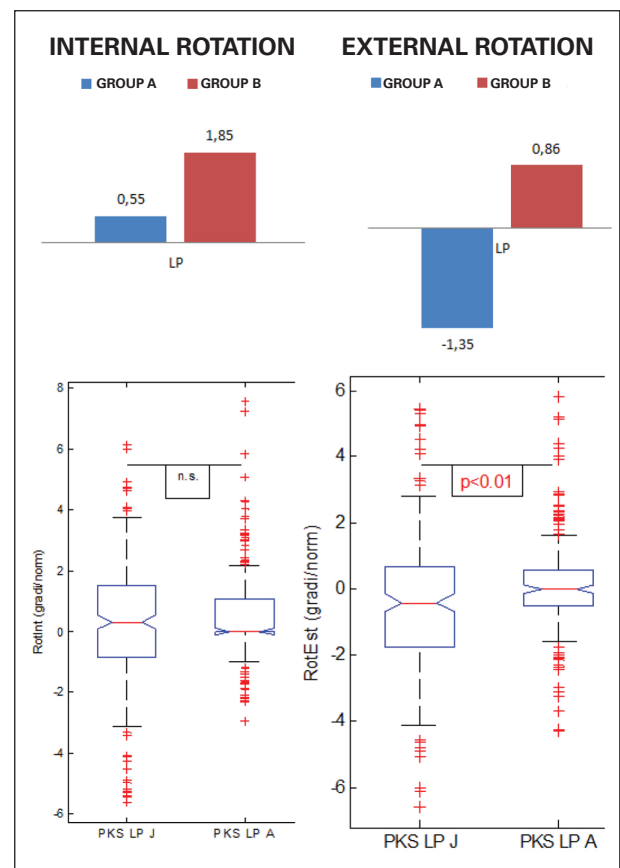 INTERNAL ROTATION
GROUP A GROUP B
1,85
0,55
LP
EXTERNAL ROTATION
GROUP A GROUP B
0,86
LP
-1,35
8
6
4
2
0
-2
-4
-6
RotInt (gradi/norm)
n.s.
PKS LP J PKS LP A
6
4
2
0
-2
-4
-6
RotEst (gradi/norm)
p<0.01
PKS LP J PKS LP A